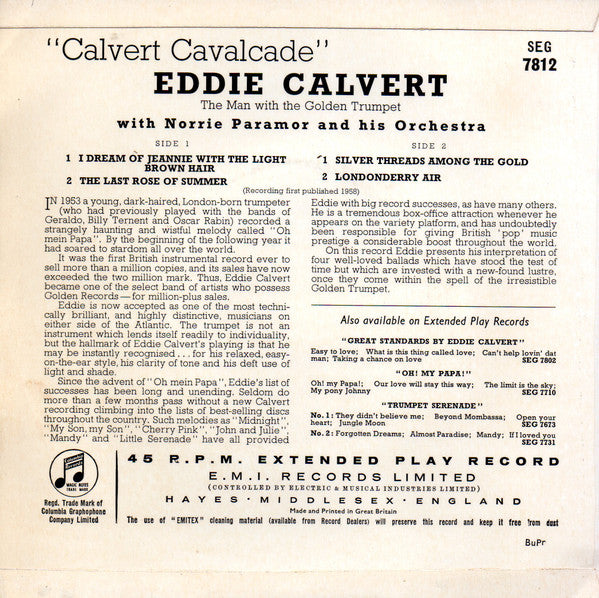 "Calvert Cavalcade"
SEG
7812
EDDIE CALVERT
The Man with the Golden Trumpet
with Norrie Paramor and his Orchestra
SIDE 1
1 I DREAM OF JEANNIE WITH THE LIGHT
BROWN HAIR
2 THE LAST ROSE OF SUMMER
SIDE 2
1 SILVER THREADS AMONG THE GOLD
2 LONDONDERRY AIR
(Recording first published 1958)
IN 1953 a young, dark-haired, London-born trumpeter
(who had previously played with the bands of
Geraldo, Billy Ternent and Oscar Rabin) recorded a
strangely haunting and wistful melody called "Oh
mein Papa". By the beginning of the following year it
had soared to stardom all over the world.
It was the first British instrumental record ever to
sell more than a million copies, and its sales have now
exceeded the two million mark. Thus, Eddie Calvert
became one of the select band of artists who possess
Golden Records — for million-plus sales.
Eddie is now accepted as one of the most techni-
cally brilliant, and highly distinctive, musicians on
either side of the Atlantic. The trumpet is not an
instrument which lends itself readily to individuality,
but the hallmark of Eddie Calvert's playing is that he
may be instantly recognised . . . for his relaxed, easy-
on-the-ear style, his clarity of tone and his deft use of
light and shade.
Since the advent of "Oh mein Papa", Eddie's list of
successes has been long and unending. Seldom do
more than a few months pass without a new Calvert
recording climbing into the lists of best-selling discs
throughout the country. Such melodies as "Midnight",
"My Son, my Son", "Cherry Pink", "John and Julie",
"Mandy" and "Little Serenade" have all provided
Eddie with big record successes, as have many others.
He is a tremendous box-office attraction whenever he
appears on the variety platform, and has undoubtedly
been responsible for giving British 'pop' music
prestige a considerable boost throughout the world.
On this record Eddie presents his interpretation of
four well-loved ballads which have stood the test of
time but which are invested with a new-found lustre,
once they come within the spell of the irresistible
Golden Trumpet.
Also available on Extended Play Records
"GREAT STANDARDS BY EDDIE CALVERT"
Easy to love; What is this thing called love; Can't help lovin' dat
man; Taking a chance on love SEG 7802
"OH! MY PAPA!"
Oh! my Papa!; Our love will stay this way; The limit is the sky;
My pony Johnny SEG 7710
"TRUMPET SERENADE"
No. 1: They didn't believe me; Beyond Mombassa; Open your
heart; Jungle Moon SEG 7673
No. 2: Forgotten Dreams; Almost Paradise; Mandy; If I loved you
SEG 7731
MAGIC NOTES
TRADE MARK
Regd. Trade Mark of
Columbia Graphophone
Company Limited
45 R.P.M. EXTENDED PLAY RECORD
E.M.I. RECORDS LIMITED
(CONTROLLED BY ELECTRIC & MUSICAL INDUSTRIES LIMITED)
HAYES · MIDDLESEX · ENGLAND
Made and Printed in Great Britain
The use of "EMITEX" cleaning material (available from Record Dealers) will preserve this record and keep it free from dust
BuPr